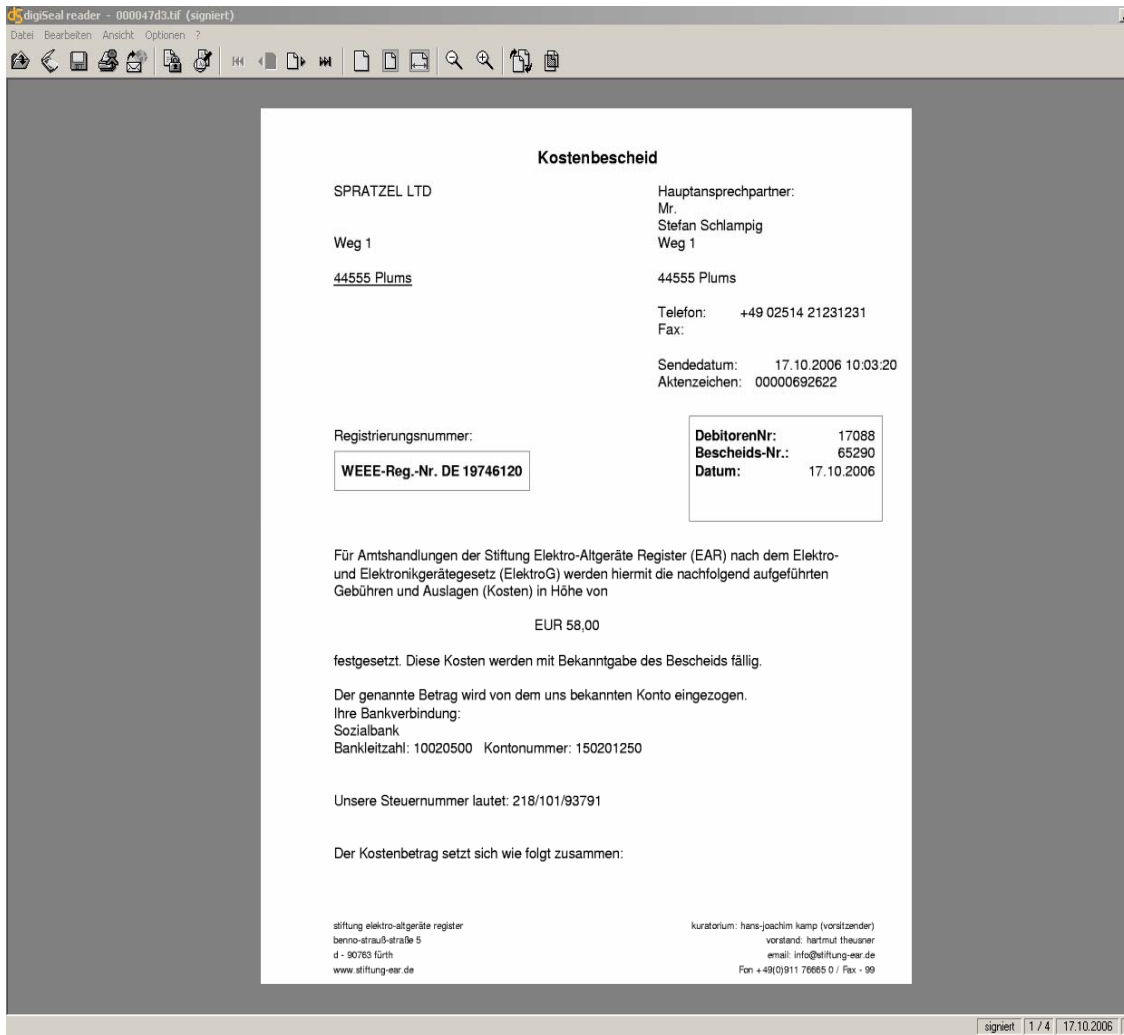 digiSeal reader - 000047d3.tif (signiert)
Datei Bearbeiten Ansicht Optionen ?
Kostenbescheid
SPRATZEL LTD
Weg 1
44555 Plums
Hauptansprechpartner:
Mr.
Stefan Schlampig
Weg 1
44555 Plums
Telefon: +49 02514 21231231
Fax:
Sendedatum: 17.10.2006 10:03:20
Aktenzeichen: 00000692622
Registrierungsnummer:
WEEE-Reg.-Nr. DE 19746120
DebitorenNr: 17088
Bescheids-Nr.: 65290
Datum: 17.10.2006
Für Amtshandlungen der Stiftung Elektro-Altgeräte Register (EAR) nach dem Elektro-
und Elektronikgerätegesetz (ElektroG) werden hiermit die nachfolgend aufgeführten
Gebühren und Auslagen (Kosten) in Höhe von
EUR 58,00
festgesetzt. Diese Kosten werden mit Bekanntgabe des Bescheids fällig.
Der genannte Betrag wird von dem uns bekannten Konto eingezogen.
Ihre Bankverbindung:
Sozialbank
Bankleitzahl: 10020500 Kontonummer: 150201250
Unsere Steuernummer lautet: 218/101/93791
Der Kostenbetrag setzt sich wie folgt zusammen:
stiftung elektro-altgeräte register
benno-strauß-straße 5
d - 90763 fürth
www.stiftung-ear.de
kuratorium: hans-joachim kamp (vorsitzender)
vorstand: hartmut theusner
email: info@stiftung-ear.de
Fon +49(0)911 76665 0 / Fax - 99
signiert 1 / 4 17.10.2006